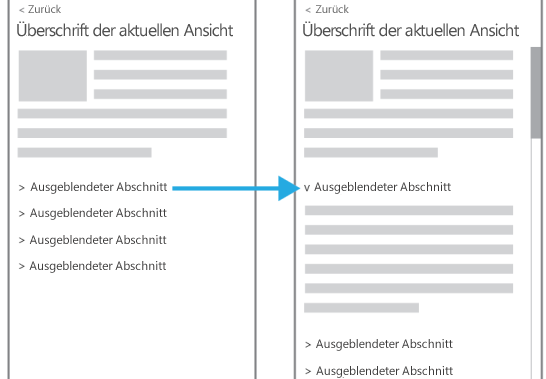 < Zurück
Überschrift der aktuellen Ansicht
> Ausgeblendeter Abschnitt
> Ausgeblendeter Abschnitt
> Ausgeblendeter Abschnitt
> Ausgeblendeter Abschnitt
< Zurück
Überschrift der aktuellen Ansicht
v Ausgeblendeter Abschnitt
> Ausgeblendeter Abschnitt
> Ausgeblendeter Abschnitt